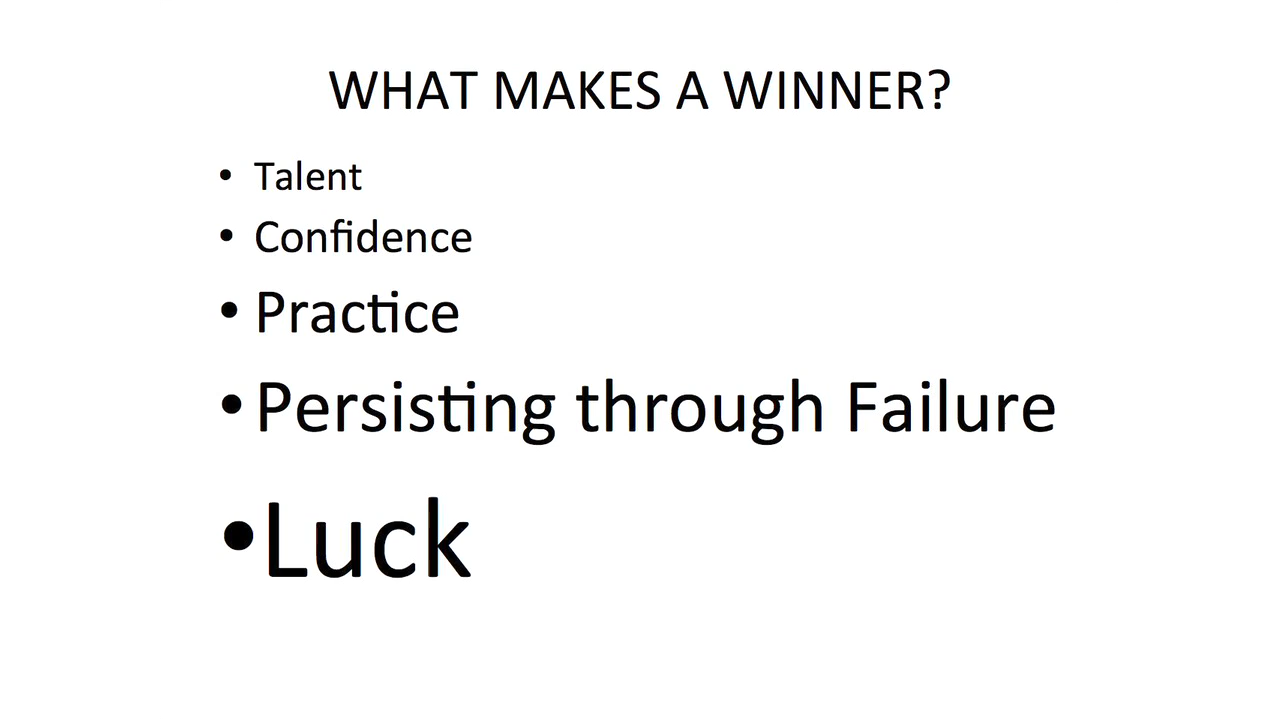 WHAT MAKES A WINNER?
• Talent
• Confidence
• Practice
• Persisting through Failure
• Luck